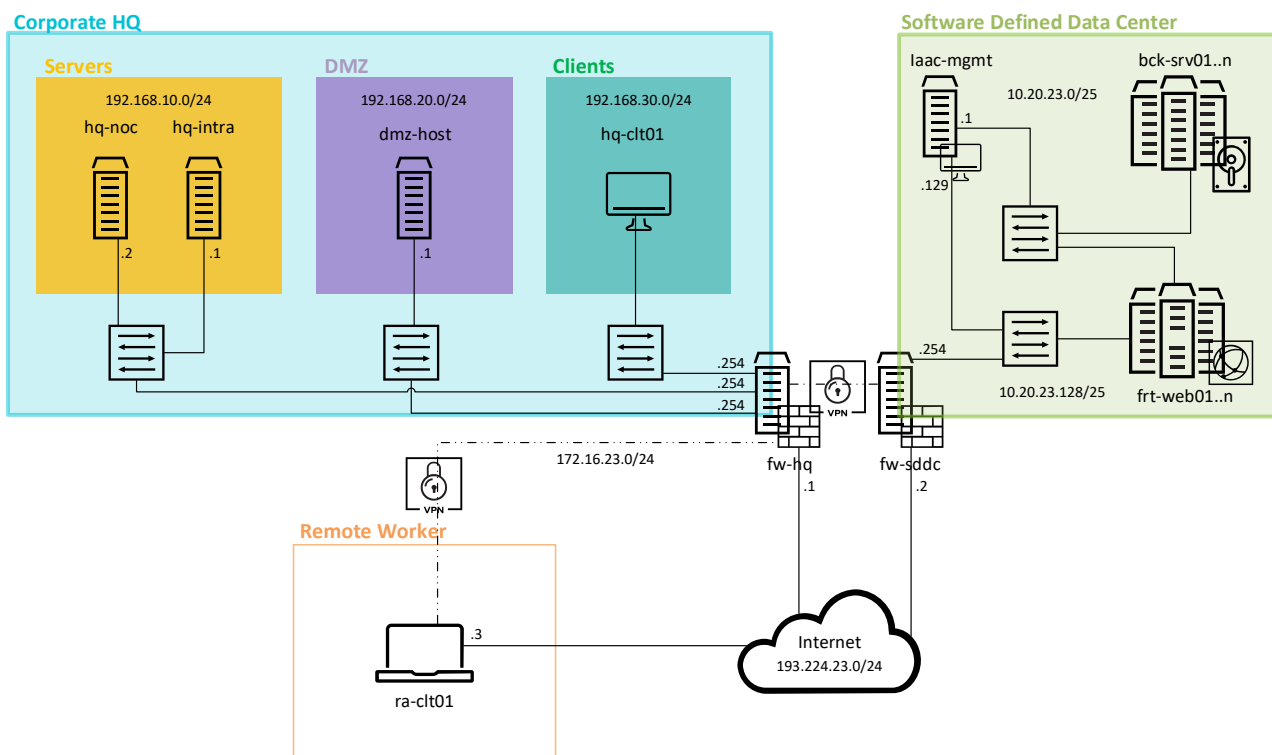 Corporate HQ
Servers
192.168.10.0/24
hq-noc
hq-intra
.2
.1
DMZ
192.168.20.0/24
dmz-host
.1
Clients
192.168.30.0/24
hq-clt01
.254
.254
.254
VPN
fw-hq
.1
fw-sddc
.2
Software Defined Data Center
Iaac-mgmt
bck-srv01..n
10.20.23.0/25
.1
.129
.254
10.20.23.128/25
frt-web01..n
172.16.23.0/24
VPN
Remote Worker
.3
ra-clt01
Internet
193.224.23.0/24